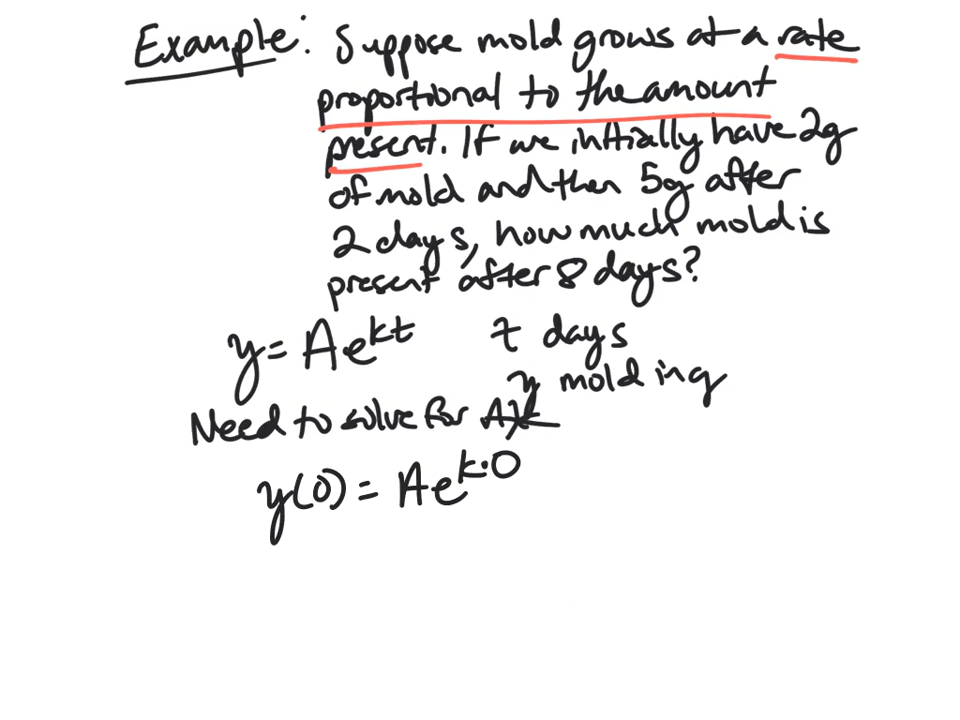 Example: Suppose mold grows at a rate
proportional to the amount
present. If we initially have 2g
of mold and then 5g after
2 days, how much mold is
present after 8 days?
y = Ae^{kt} t days
y mold in g
Need to solve for A, k
y(0) = Ae^{k·0}